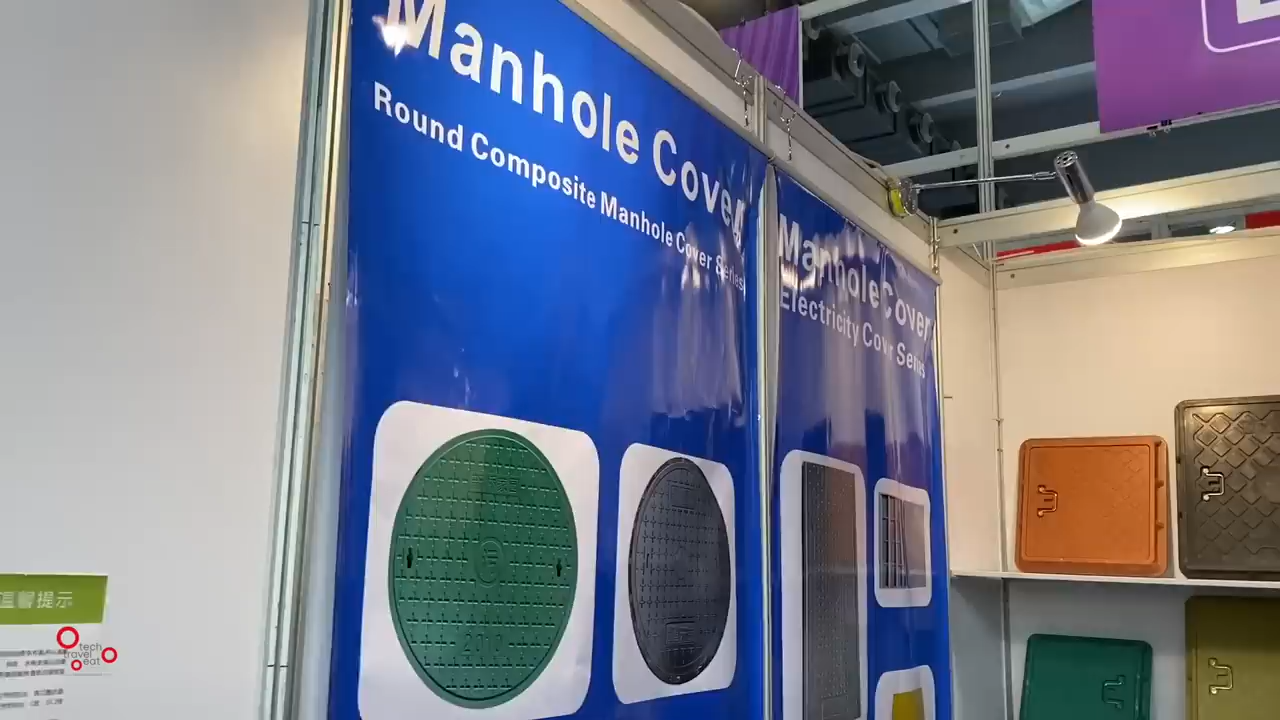 Manhole Cover
Round Composite Manhole Cover Series
Manhole Cover
Electricity Cover Series
温馨提示
tech
travel
eat